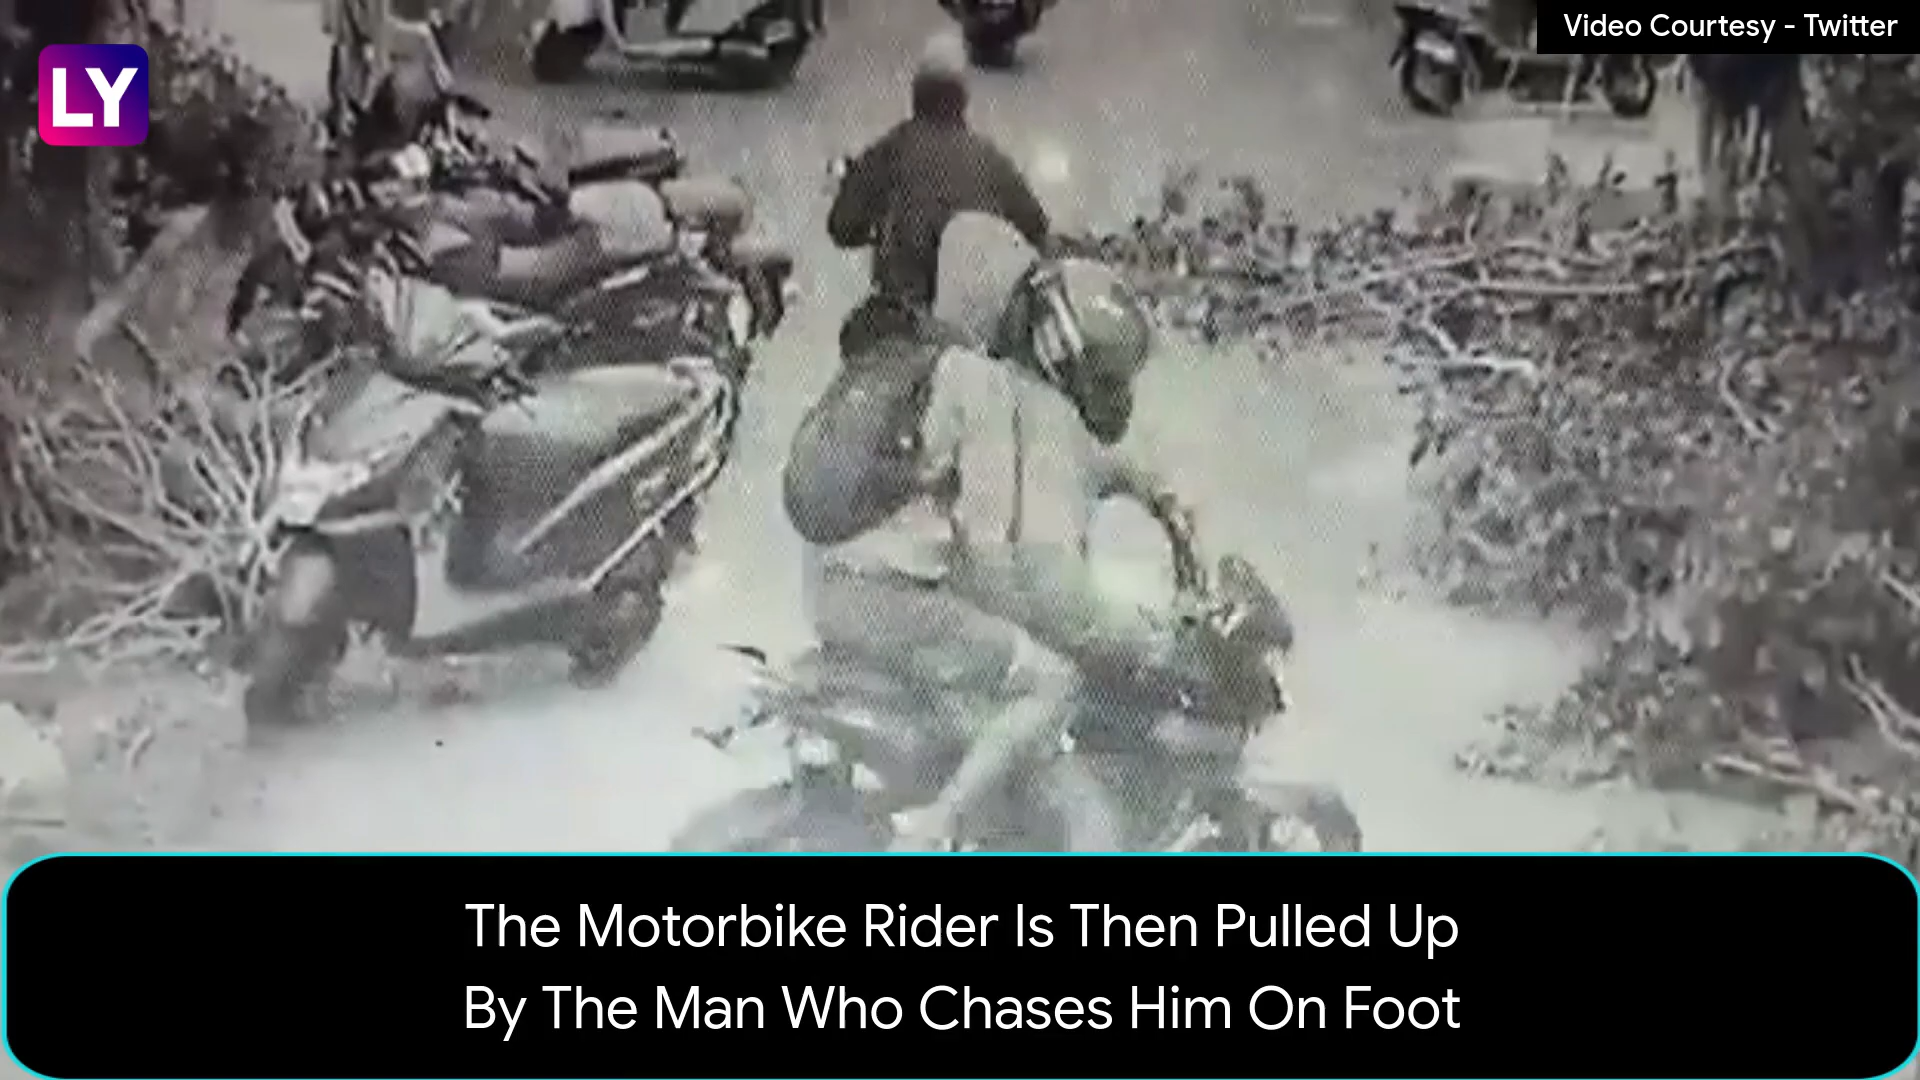 LY
Video Courtesy - Twitter
The Motorbike Rider Is Then Pulled Up
By The Man Who Chases Him On Foot